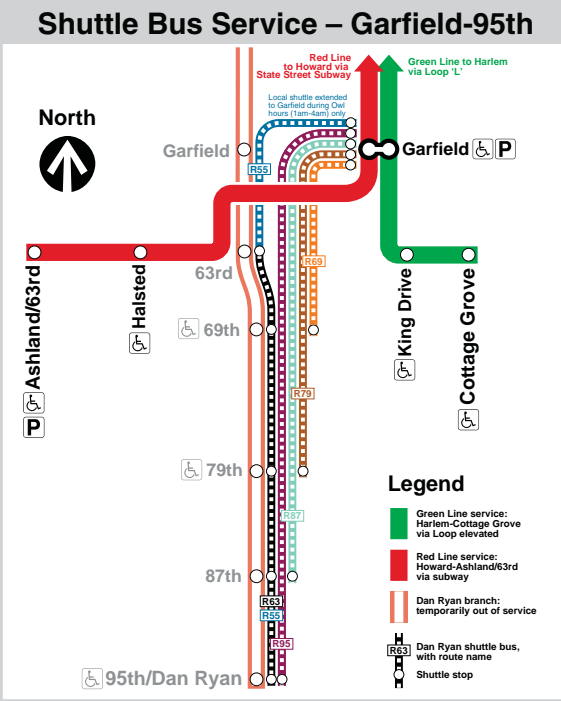 Shuttle Bus Service – Garfield-95th
Red Line
to Howard via
State Street Subway
Green Line to Harlem
via Loop ‘L’
Local shuttle extended
to Garfield during Owl
hours (1am-4am) only
North
Garfield
Garfield
P
R55
63rd
R69
Ashland/63rd
P
Halsted
King Drive
Cottage Grove
69th
R79
79th
R87
87th
R63
R55
R95
95th/Dan Ryan
Legend
Green Line service:
Harlem-Cottage Grove
via Loop elevated
Red Line service:
Howard-Ashland/63rd
via subway
Dan Ryan branch:
temporarily out of service
R63
Dan Ryan shuttle bus,
with route name
Shuttle stop